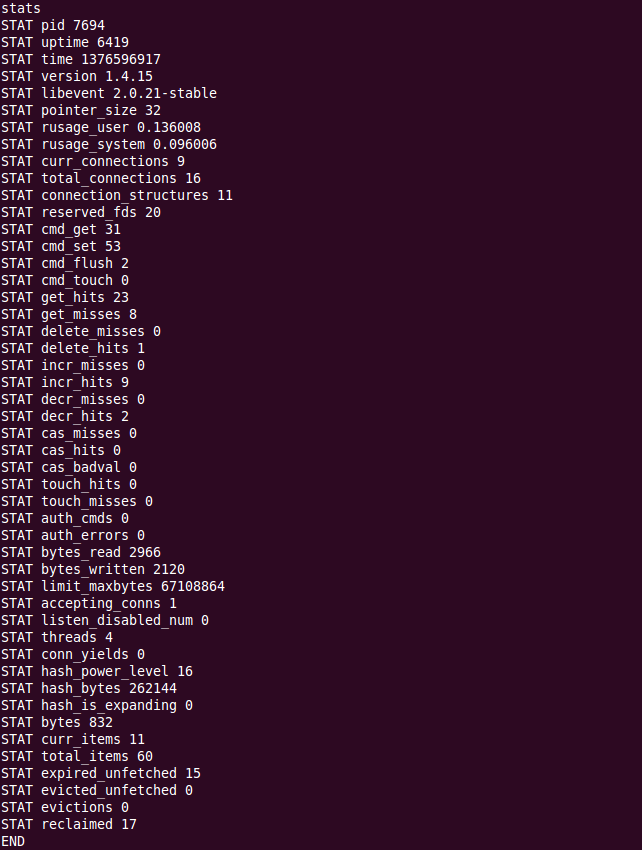 stats
STAT pid 7694
STAT uptime 6419
STAT time 1376596917
STAT version 1.4.15
STAT libevent 2.0.21-stable
STAT pointer_size 32
STAT rusage_user 0.136008
STAT rusage_system 0.096006
STAT curr_connections 9
STAT total_connections 16
STAT connection_structures 11
STAT reserved_fds 20
STAT cmd_get 31
STAT cmd_set 53
STAT cmd_flush 2
STAT cmd_touch 0
STAT get_hits 23
STAT get_misses 8
STAT delete_misses 0
STAT delete_hits 1
STAT incr_misses 0
STAT incr_hits 9
STAT decr_misses 0
STAT decr_hits 2
STAT cas_misses 0
STAT cas_hits 0
STAT cas_badval 0
STAT touch_hits 0
STAT touch_misses 0
STAT auth_cmds 0
STAT auth_errors 0
STAT bytes_read 2966
STAT bytes_written 2120
STAT limit_maxbytes 67108864
STAT accepting_conns 1
STAT listen_disabled_num 0
STAT threads 4
STAT conn_yields 0
STAT hash_power_level 16
STAT hash_bytes 262144
STAT hash_is_expanding 0
STAT bytes 832
STAT curr_items 11
STAT total_items 60
STAT expired_unfetched 15
STAT evicted_unfetched 0
STAT evictions 0
STAT reclaimed 17
END